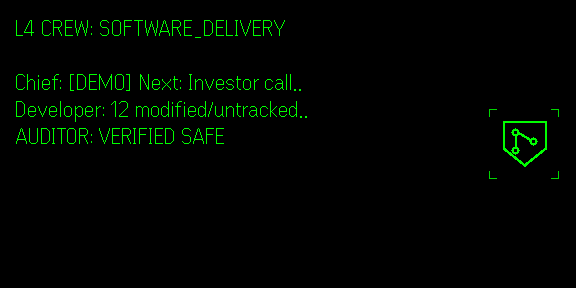 L4 CREW: SOFTWARE_DELIVERY
Chief: [DEMO] Next: Investor call..
Developer: 12 modified/untracked..
AUDITOR: VERIFIED SAFE